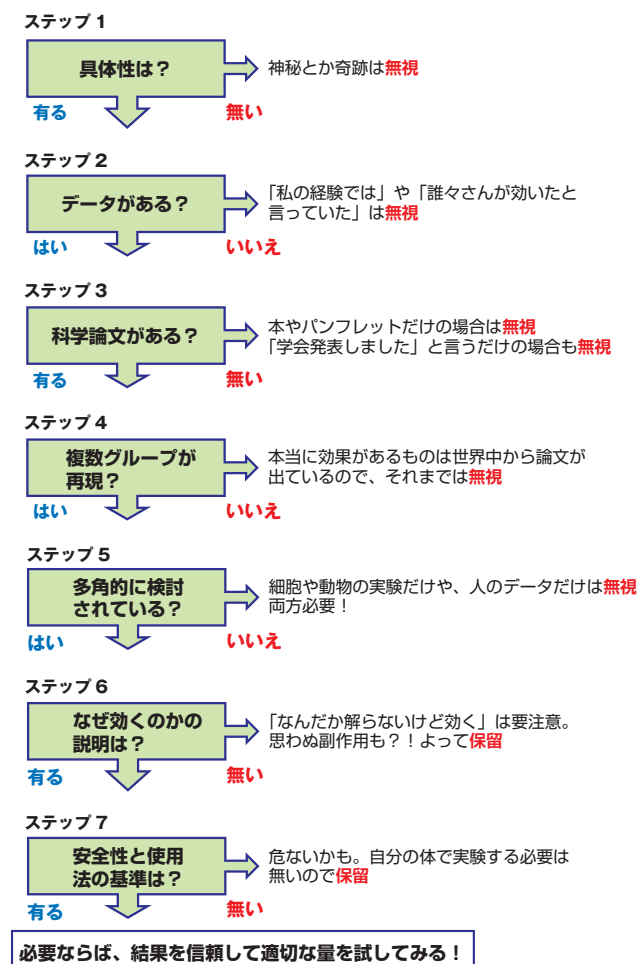 ステップ 1
具体性は？
神秘とか奇跡は無視
有る
無い
ステップ 2
データがある？
「私の経験では」や「誰々さんが効いたと
言っていた」は無視
はい
いいえ
ステップ 3
科学論文がある？
本やパンフレットだけの場合は無視
「学会発表しました」と言うだけの場合も無視
有る
無い
ステップ 4
複数グループが
再現？
本当に効果があるものは世界中から論文が
出ているので、それまでは無視
はい
いいえ
ステップ 5
多角的に検討
されている？
細胞や動物の実験だけや、人のデータだけは無視
両方必要！
はい
いいえ
ステップ 6
なぜ効くのかの
説明は？
「なんだか解らないけど効く」は要注意。
思わぬ副作用も？！よって保留
有る
無い
ステップ 7
安全性と使用
法の基準は？
危ないかも。自分の体で実験する必要は
無いので保留
有る
無い
必要ならば、結果を信頼して適切な量を試してみる！